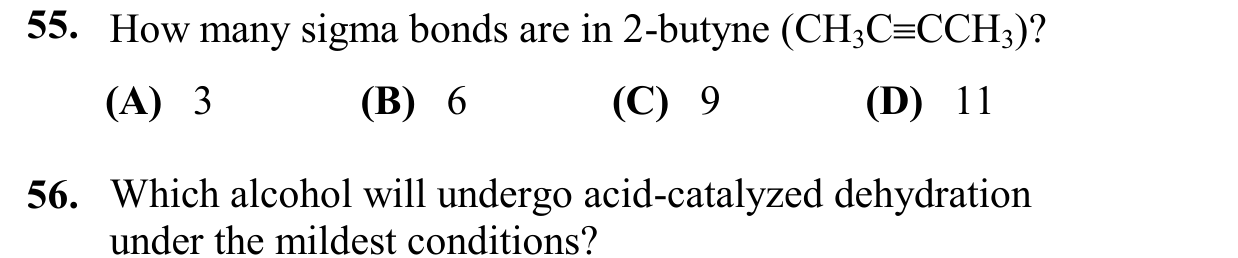 55. How many sigma bonds are in 2-butyne (CH₃C≡CCH₃)?
(A) 3 (B) 6 (C) 9 (D) 11
56. Which alcohol will undergo acid-catalyzed dehydration
under the mildest conditions?